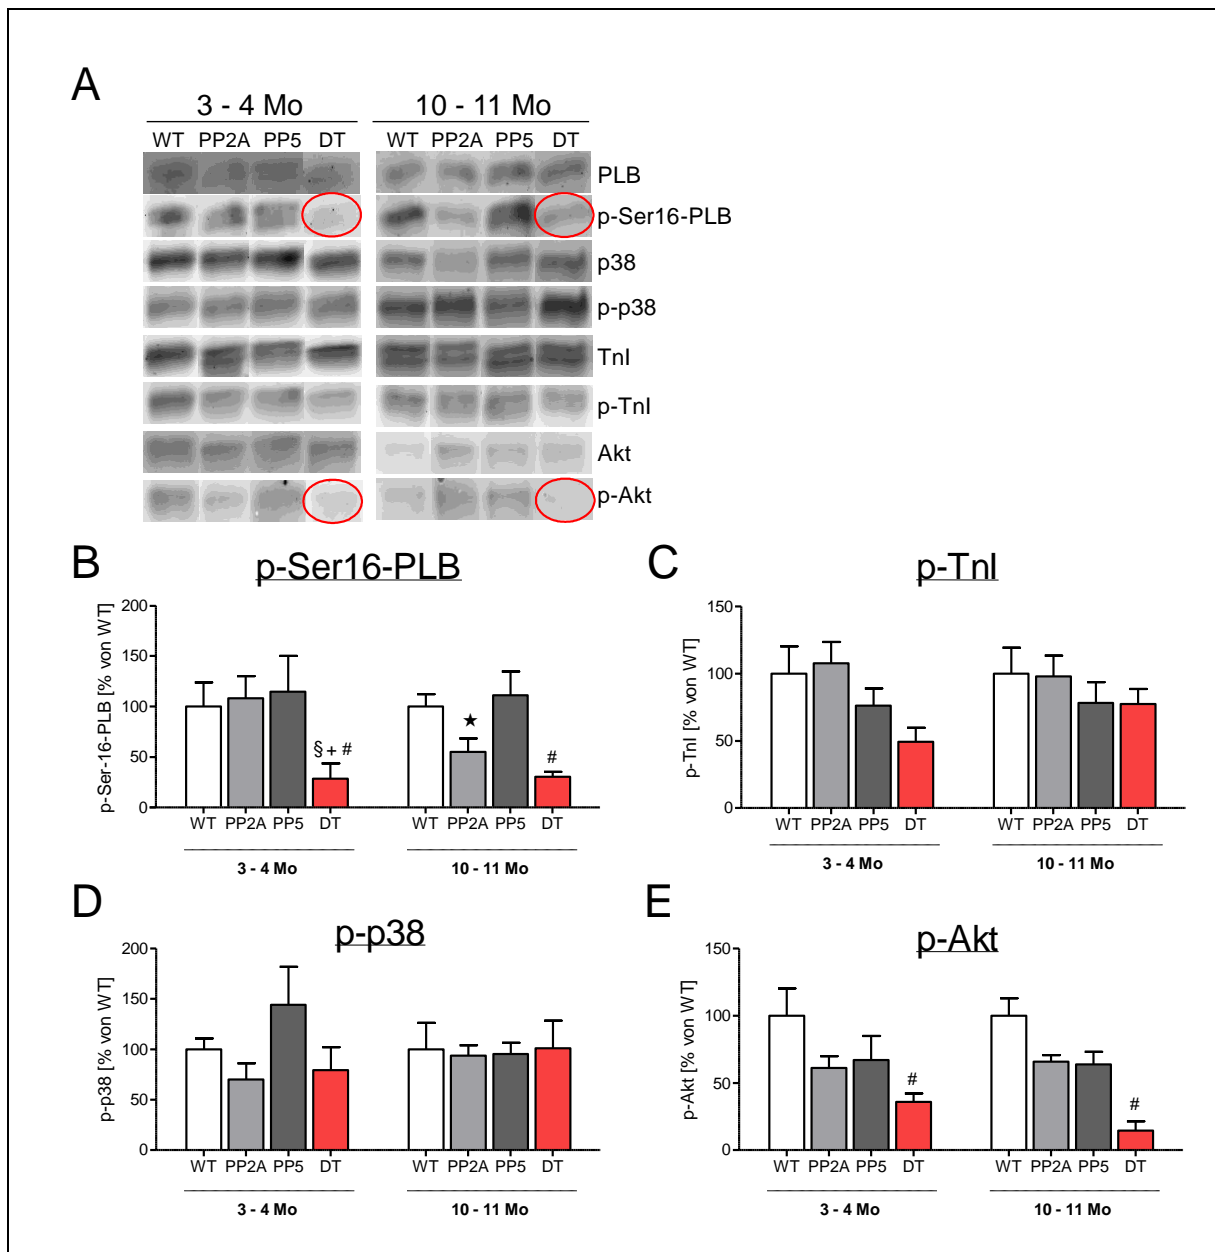 A
3 - 4 Mo
10 - 11 Mo
WT PP2A PP5 DT
WT PP2A PP5 DT
PLB
p-Ser16-PLB
p38
p-p38
TnI
p-TnI
Akt
p-Akt
B
p-Ser16-PLB
p-Ser-16-PLB [% von WT]
200
150
100
50
0
§ + #
★
#
WT PP2A PP5 DT
WT PP2A PP5 DT
3 - 4 Mo
10 - 11 Mo
C
p-TnI
p-TnI [% von WT]
150
100
50
0
WT PP2A PP5 DT
WT PP2A PP5 DT
3 - 4 Mo
10 - 11 Mo
D
p-p38
p-p38 [% von WT]
200
150
100
50
0
WT PP2A PP5 DT
WT PP2A PP5 DT
3 - 4 Mo
10 - 11 Mo
E
p-Akt
p-Akt [% von WT]
150
100
50
0
#
#
WT PP2A PP5 DT
WT PP2A PP5 DT
3 - 4 Mo
10 - 11 Mo